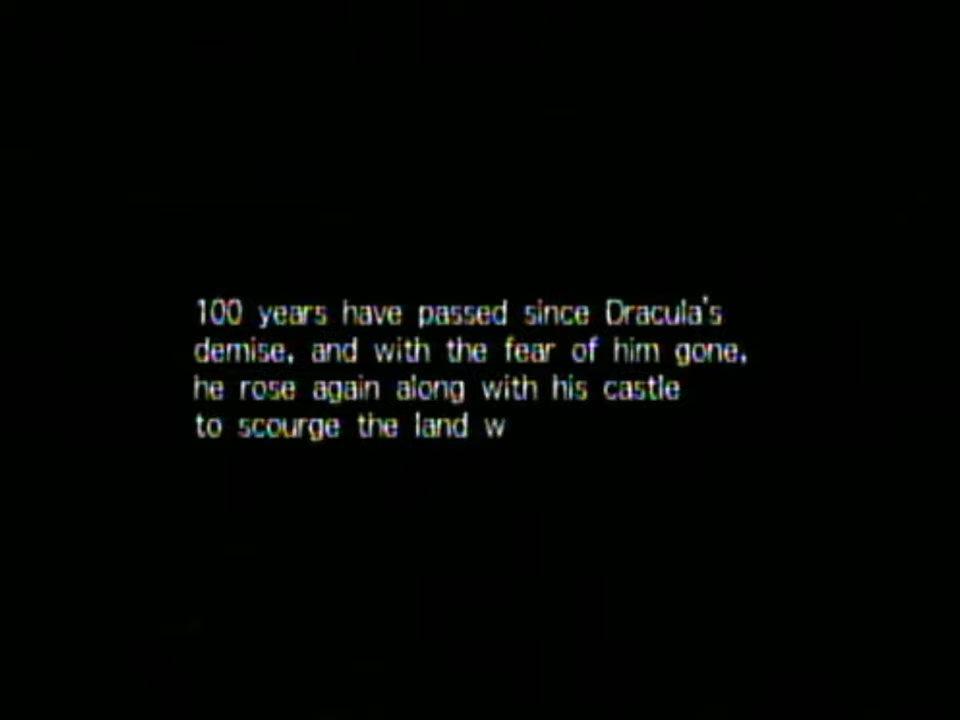 100 years have passed since Dracula's
demise, and with the fear of him gone,
he rose again along with his castle
to scourge the land w